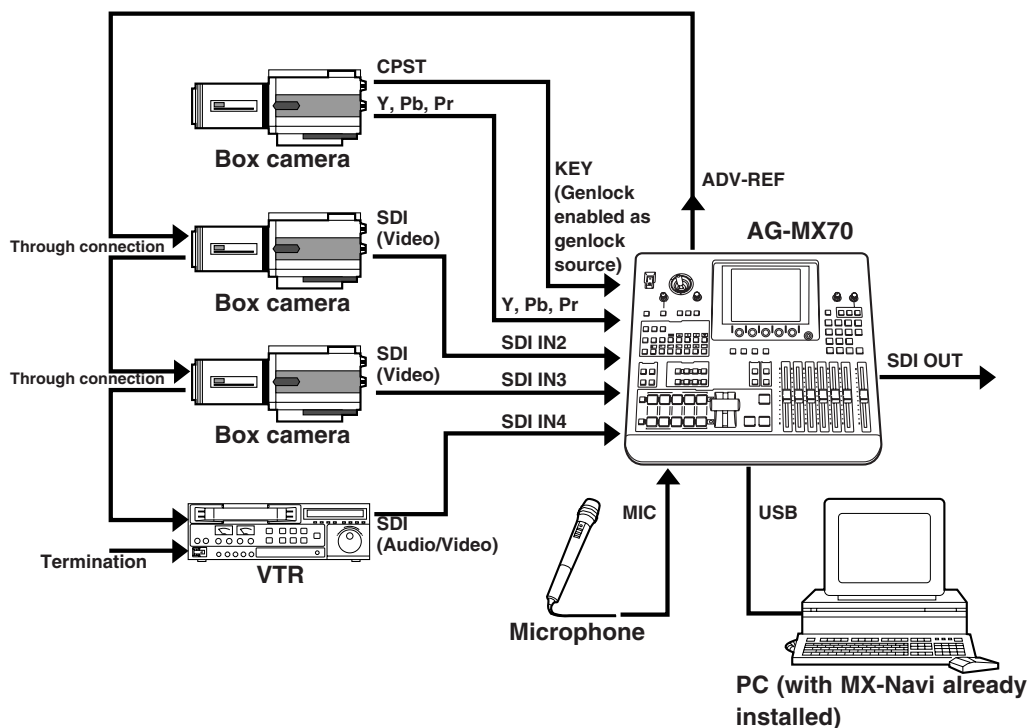 CPST
Y, Pb, Pr
Box camera
KEY
(Genlock
enabled as
genlock
source)
ADV-REF
AG-MX70
Through connection
SDI
(Video)
Box camera
Y, Pb, Pr
SDI IN2
Through connection
SDI
(Video)
SDI IN3
SDI OUT
Box camera
SDI IN4
SDI
(Audio/Video)
Termination
VTR
MIC
USB
Microphone
PC (with MX-Navi already
installed)